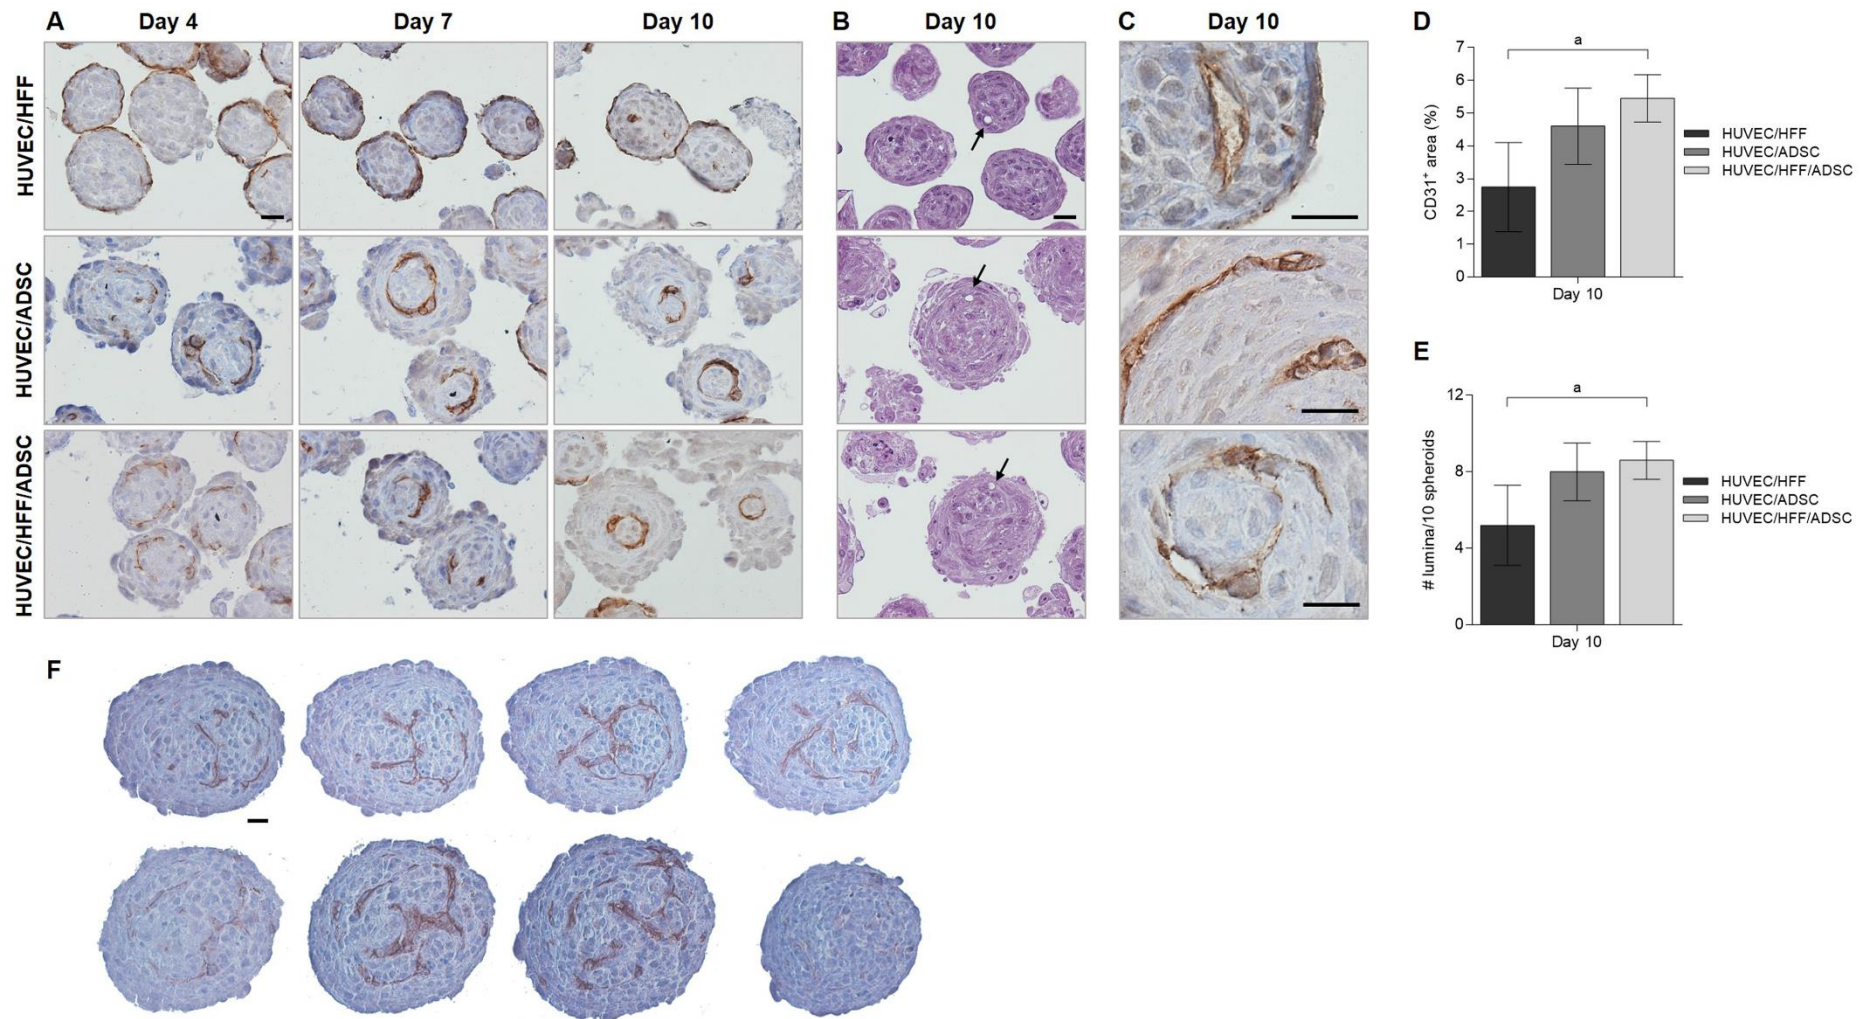 A Day 4 Day 7 Day 10 B Day 10 C Day 10
HUVEC/HFF
HUVEC/ADSC
HUVEC/HFF/ADSC
D
a
7
6
5
4
3
2
1
0
CD31+ area (%)
Day 10
HUVEC/HFF
HUVEC/ADSC
HUVEC/HFF/ADSC
E
a
12
8
4
0
# lumina/10 spheroids
Day 10
HUVEC/HFF
HUVEC/ADSC
HUVEC/HFF/ADSC
F